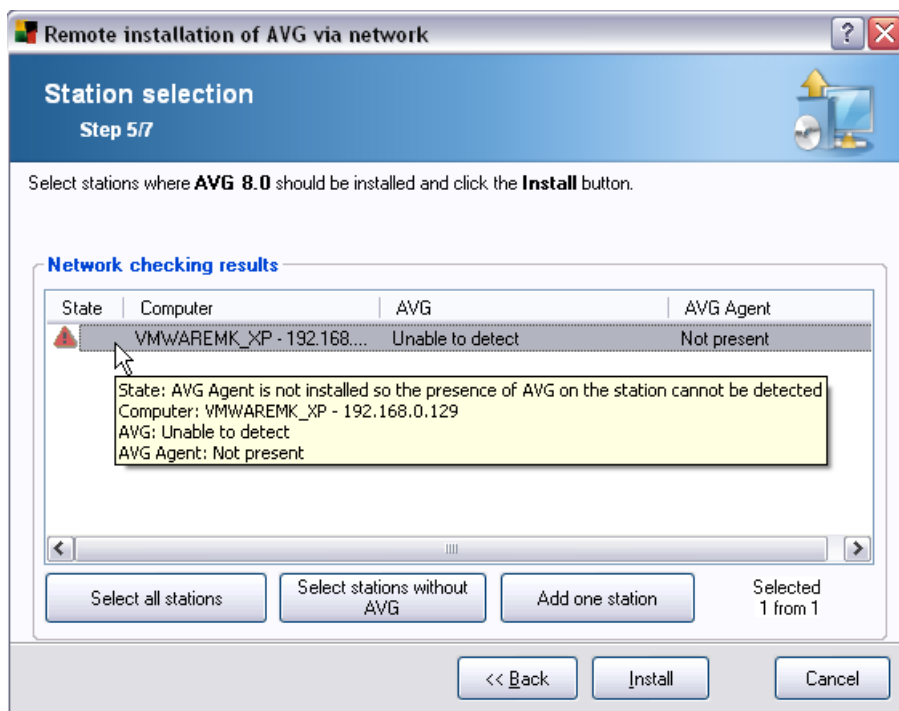 Remote installation of AVG via network
?
Station selection
Step 5/7
Select stations where AVG 8.0 should be installed and click the Install button.
Network checking results
State Computer AVG AVG Agent
VMWAREMK_XP - 192.168.... Unable to detect Not present
State: AVG Agent is not installed so the presence of AVG on the station cannot be detected
Computer: VMWAREMK_XP - 192.168.0.129
AVG: Unable to detect
AVG Agent: Not present
Select all stations
Select stations without
AVG
Add one station
Selected
1 from 1
<< Back
Install
Cancel